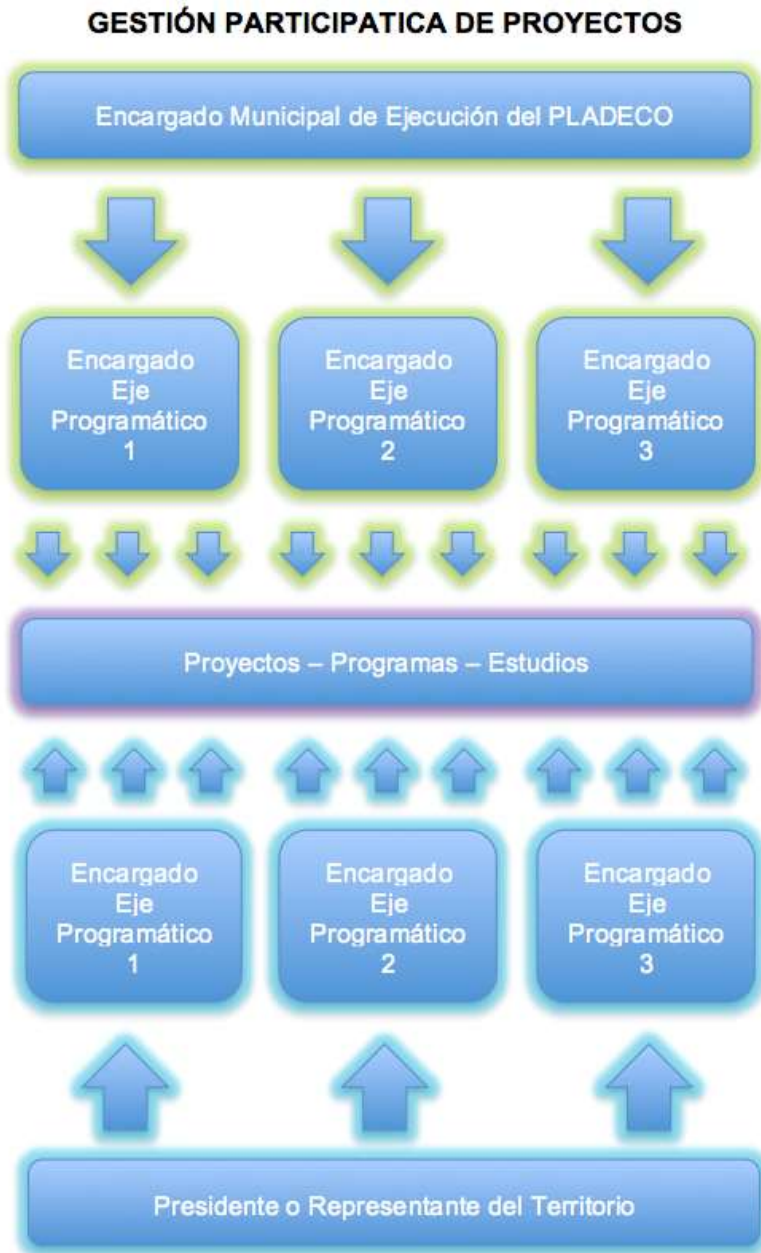 GESTIÓN PARTICIPATICA DE PROYECTOS
Encargado Municipal de Ejecución del PLADECO
Encargado
Eje
Programático
1
Encargado
Eje
Programático
2
Encargado
Eje
Programático
3
Proyectos – Programas – Estudios
Encargado
Eje
Programático
1
Encargado
Eje
Programático
2
Encargado
Eje
Programático
3
Presidente o Representante del Territorio